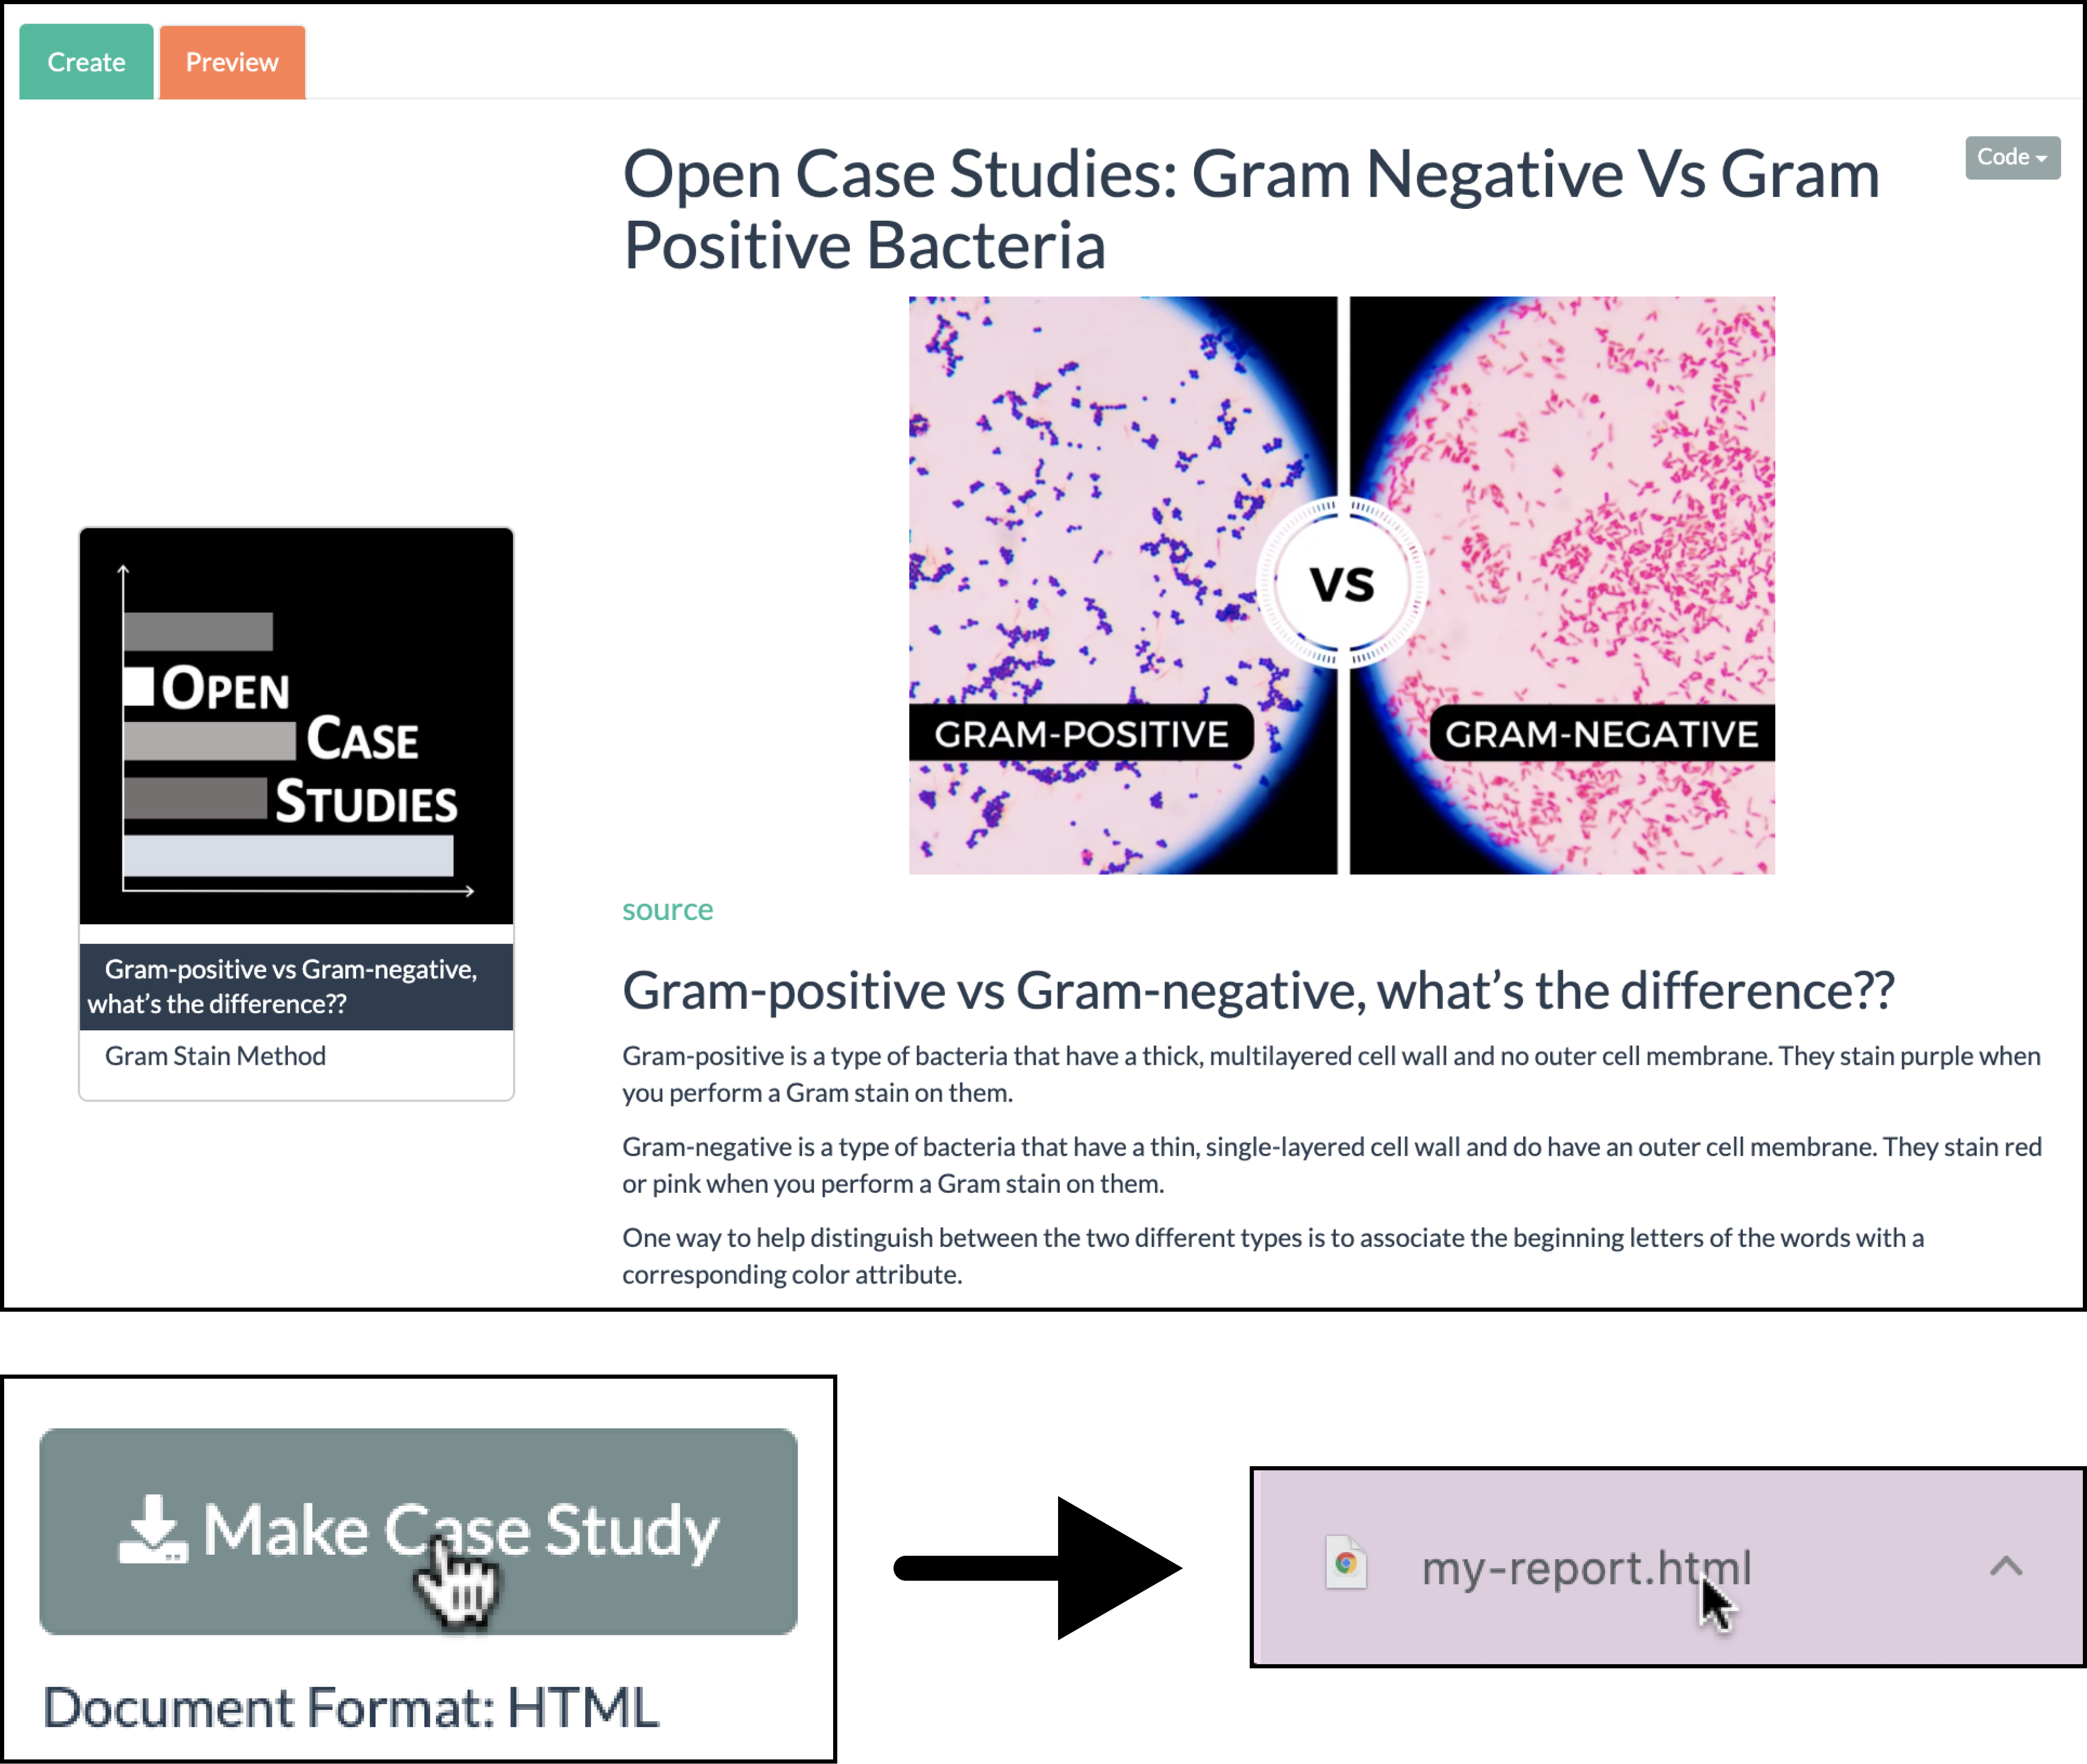 Create
Preview
Open Case Studies: Gram Negative Vs Gram
Positive Bacteria
Code
VS
GRAM-POSITIVE
GRAM-NEGATIVE
OPEN
CASE
STUDIES
Gram-positive vs Gram-negative,
what's the difference??
Gram Stain Method
source
Gram-positive vs Gram-negative, what's the difference??
Gram-positive is a type of bacteria that have a thick, multilayered cell wall and no outer cell membrane. They stain purple when
you perform a Gram stain on them.
Gram-negative is a type of bacteria that have a thin, single-layered cell wall and do have an outer cell membrane. They stain red
or pink when you perform a Gram stain on them.
One way to help distinguish between the two different types is to associate the beginning letters of the words with a
corresponding color attribute.
Make Case Study
Document Format: HTML
my-report.html